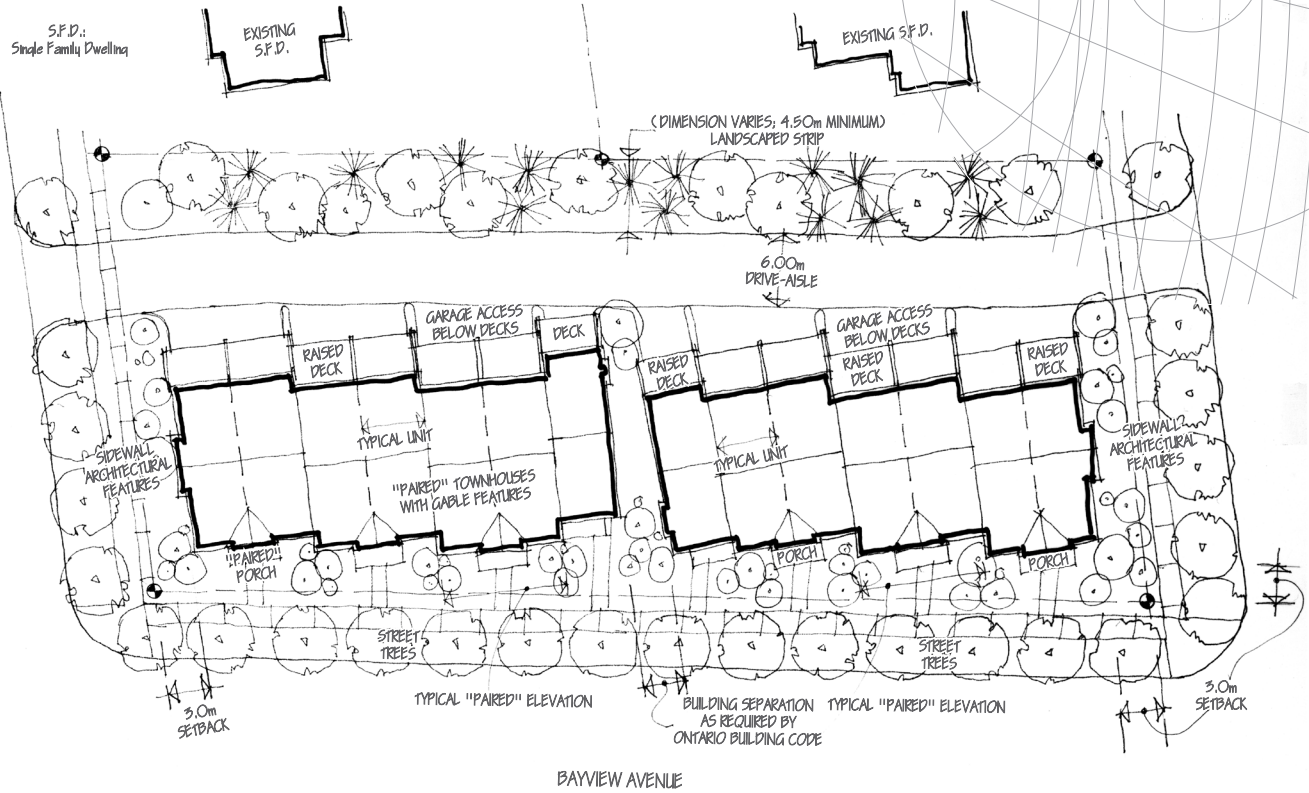 S.F.D.:
Single Family Dwelling
EXISTING
S.F.D.
EXISTING S.F.D.
( DIMENSION VARIES; 4.50m MINIMUM)
LANDSCAPED STRIP
6.00m
DRIVE-AISLE
GARAGE ACCESS
BELOW DECKS
DECK
RAISED
DECK
GARAGE ACCESS
BELOW DECKS
RAISED
DECK
RAISED
DECK
RAISED
DECK
TYPICAL UNIT
TYPICAL UNIT
SIDEWALL
ARCHITECTURAL
FEATURES
SIDEWALL
ARCHITECTURAL
FEATURES
"PAIRED" TOWNHOUSES
WITH GABLE FEATURES
"PAIRED"
PORCH
PORCH
PORCH
STREET
TREES
STREET
TREES
3.0m
SETBACK
TYPICAL "PAIRED" ELEVATION
BUILDING SEPARATION
AS REQUIRED BY
ONTARIO BUILDING CODE
TYPICAL "PAIRED" ELEVATION
3.0m
SETBACK
BAYVIEW AVENUE